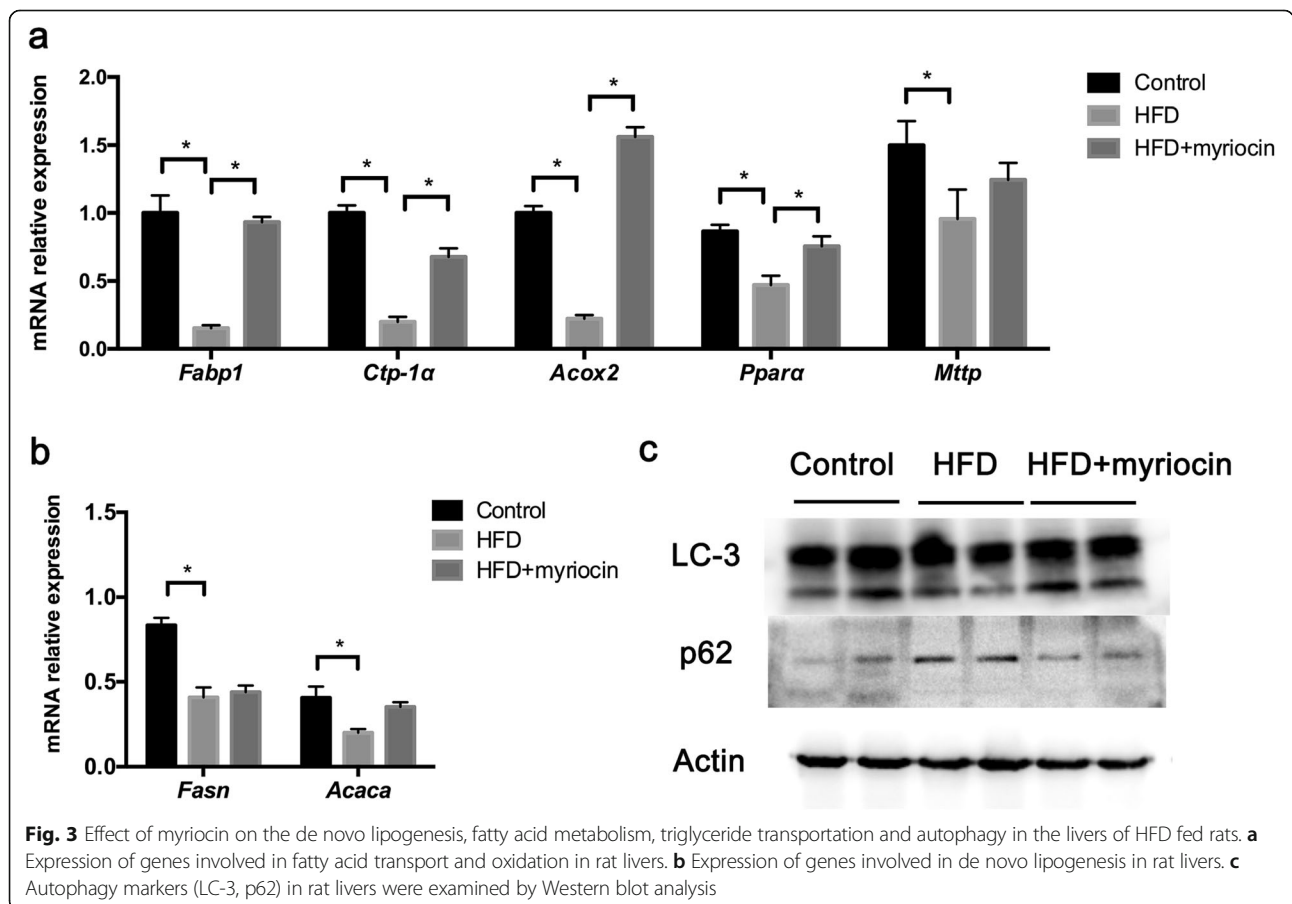 a
2.0
1.5
1.0
0.5
0.0
mRNA relative expression
* * * * * * * * *
Fabp1 Ctp-1α Acox2 Pparα Mttp
Control
HFD
HFD+myriocin
b
1.5
1.0
0.5
0.0
mRNA relative expression
* *
Fasn Acaca
Control
HFD
HFD+myriocin
c
Control HFD HFD+myriocin
LC-3
p62
Actin
Fig. 3 Effect of myriocin on the de novo lipogenesis, fatty acid metabolism, triglyceride transportation and autophagy in the livers of HFD fed rats. a
Expression of genes involved in fatty acid transport and oxidation in rat livers. b Expression of genes involved in de novo lipogenesis in rat livers. c
Autophagy markers (LC-3, p62) in rat livers were examined by Western blot analysis